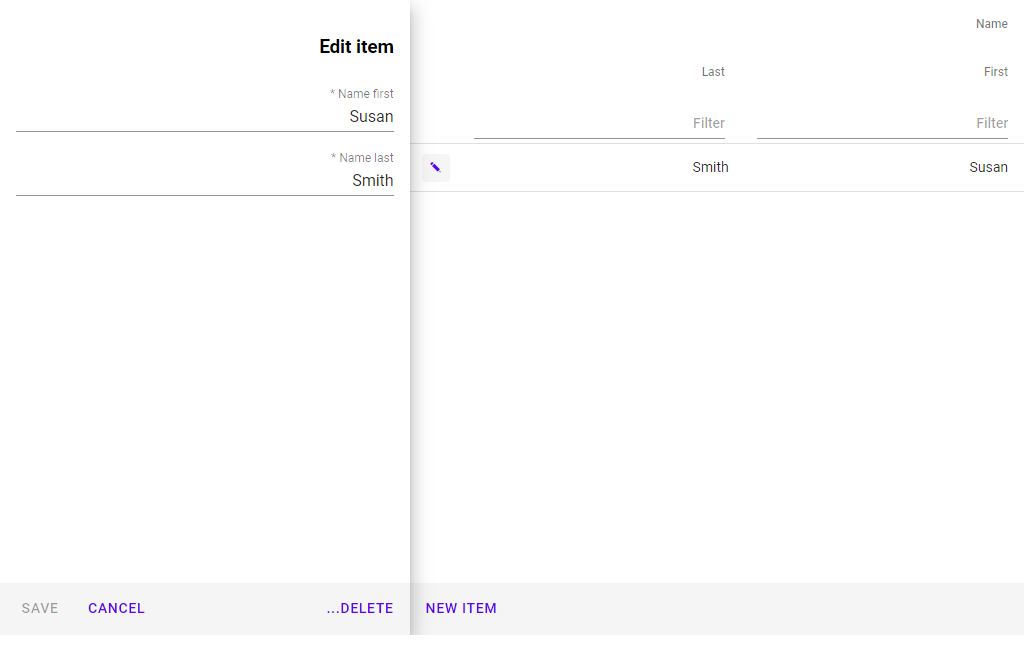 Edit item
* Name first
Susan
* Name last
Smith
SAVE CANCEL ...DELETE
Name
Last First
Filter Filter
Smith Susan
NEW ITEM